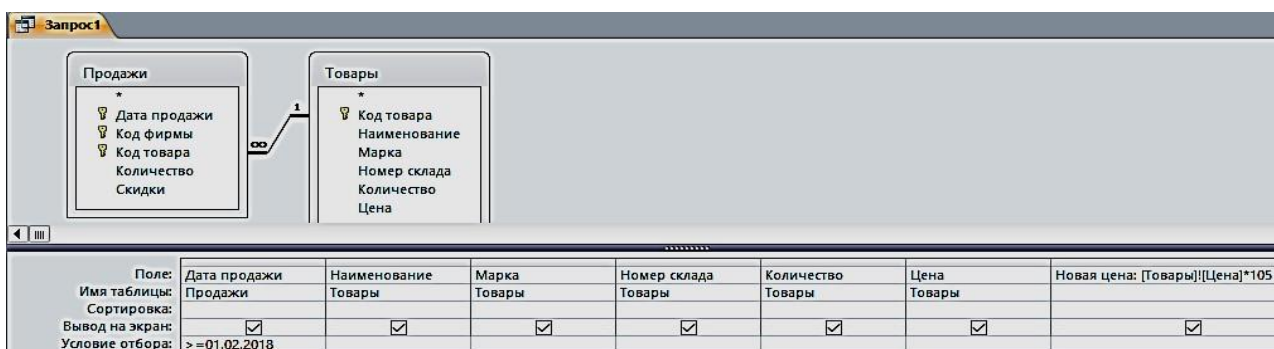 Запрос1
Продажи
*
Дата продажи
Код фирмы
Код товара
Количество
Скидки
∞
1
Товары
*
Код товара
Наименование
Марка
Номер склада
Количество
Цена
Поле: Дата продажи Наименование Марка Номер склада Количество Цена Новая цена: [Товары]![Цена]*105
Имя таблицы: Продажи Товары Товары Товары Товары Товары
Сортировка:
Вывод на экран:
Условие отбора: >=01.02.2018